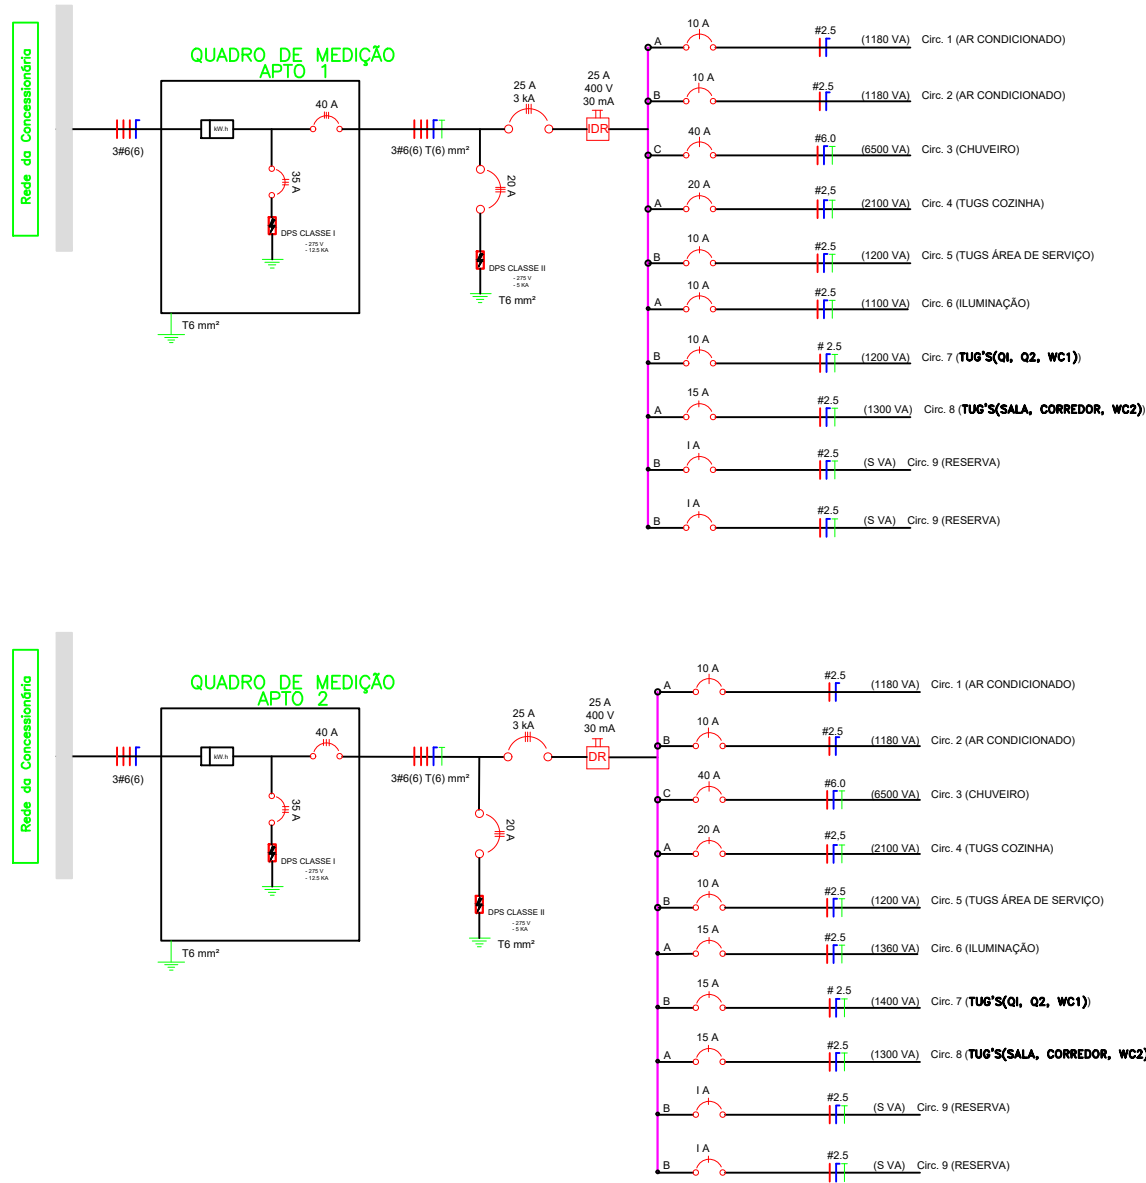 Rede da Concessionária
QUADRO DE MEDIÇÃO
APTO 1
3#6(6)
kW.h
40 A
35 A
DPS CLASSE I
- 275 V
- 12.5 KA
T6 mm²
3#6(6) T(6) mm²
25 A
3 kA
20 A
DPS CLASSE II
- 275 V
- 5 KA
T6 mm²
25 A
400 V
30 mA
IDR
A 10 A #2.5 (1180 VA) Circ. 1 (AR CONDICIONADO)
B 10 A #2.5 (1180 VA) Circ. 2 (AR CONDICIONADO)
C 40 A #6.0 (6500 VA) Circ. 3 (CHUVEIRO)
A 20 A #2,5 (2100 VA) Circ. 4 (TUGS COZINHA)
B 10 A #2.5 (1200 VA) Circ. 5 (TUGS ÁREA DE SERVIÇO)
A 10 A #2.5 (1100 VA) Circ. 6 (ILUMINAÇÃO)
B 10 A # 2.5 (1200 VA) Circ. 7 (TUG'S(QI, Q2, WC1))
A 15 A #2.5 (1300 VA) Circ. 8 (TUG'S(SALA, CORREDOR, WC2))
B I A #2.5 (S VA) Circ. 9 (RESERVA)
B I A #2.5 (S VA) Circ. 9 (RESERVA)
Rede da Concessionária
QUADRO DE MEDIÇÃO
APTO 2
3#6(6)
kW.h
40 A
35 A
DPS CLASSE I
- 275 V
- 12.5 KA
T6 mm²
3#6(6) T(6) mm²
25 A
3 kA
20 A
DPS CLASSE II
- 275 V
- 5 KA
T6 mm²
25 A
400 V
30 mA
DR
A 10 A #2.5 (1180 VA) Circ. 1 (AR CONDICIONADO)
B 10 A #2.5 (1180 VA) Circ. 2 (AR CONDICIONADO)
C 40 A #6.0 (6500 VA) Circ. 3 (CHUVEIRO)
A 20 A #2,5 (2100 VA) Circ. 4 (TUGS COZINHA)
B 10 A #2.5 (1200 VA) Circ. 5 (TUGS ÁREA DE SERVIÇO)
A 15 A #2.5 (1360 VA) Circ. 6 (ILUMINAÇÃO)
B 15 A # 2.5 (1400 VA) Circ. 7 (TUG'S(QI, Q2, WC1))
A 15 A #2.5 (1300 VA) Circ. 8 (TUG'S(SALA, CORREDOR, WC2)
B I A #2.5 (S VA) Circ. 9 (RESERVA)
B I A #2.5 (S VA) Circ. 9 (RESERVA)